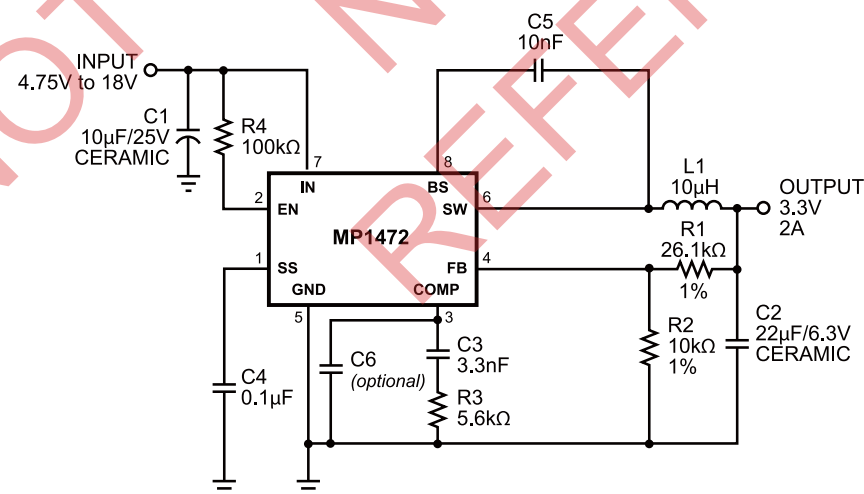 NOT
N
REFER
C5
10nF
INPUT
4.75V to 18V
C1
10µF/25V
CERAMIC
R4
100kΩ
7
8
IN
BS
2
EN
SW
6
MP1472
L1
10µH
OUTPUT
3.3V
2A
R1
26.1kΩ
1%
1
SS
FB
4
GND
COMP
5
3
C4
0.1µF
C6
(optional)
C3
3.3nF
R3
5.6kΩ
R2
10kΩ
1%
C2
22µF/6.3V
CERAMIC